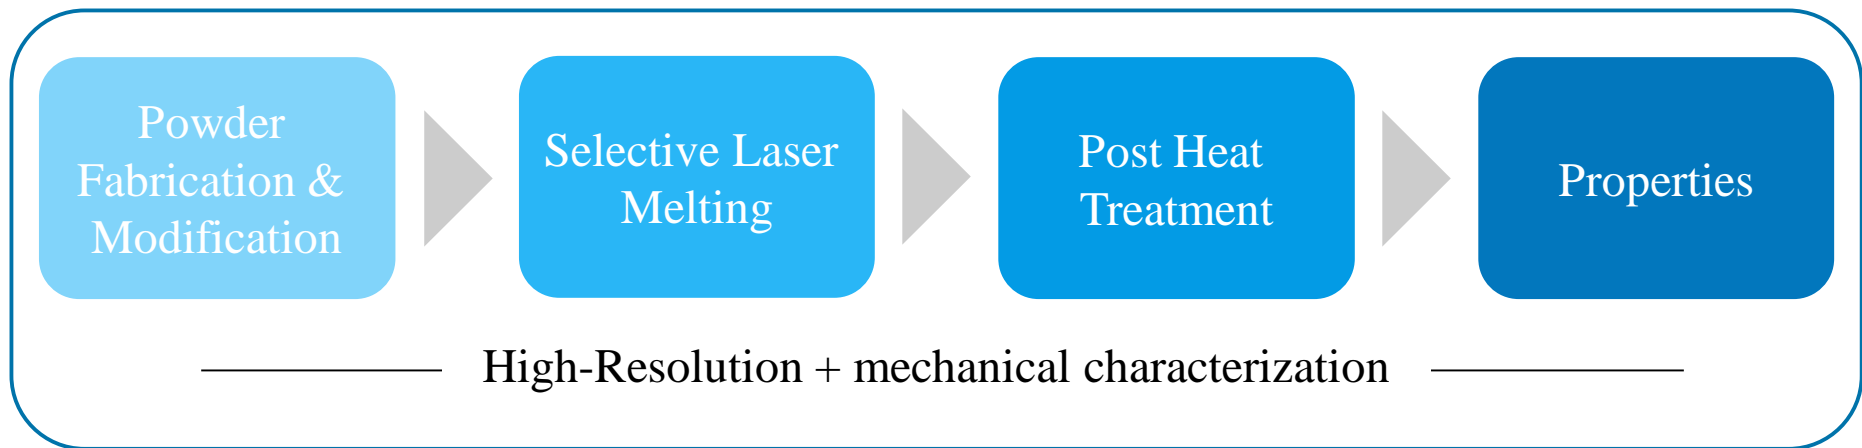 Powder
Fabrication &
Modification
Selective Laser
Melting
Post Heat
Treatment
Properties
High-Resolution + mechanical characterization